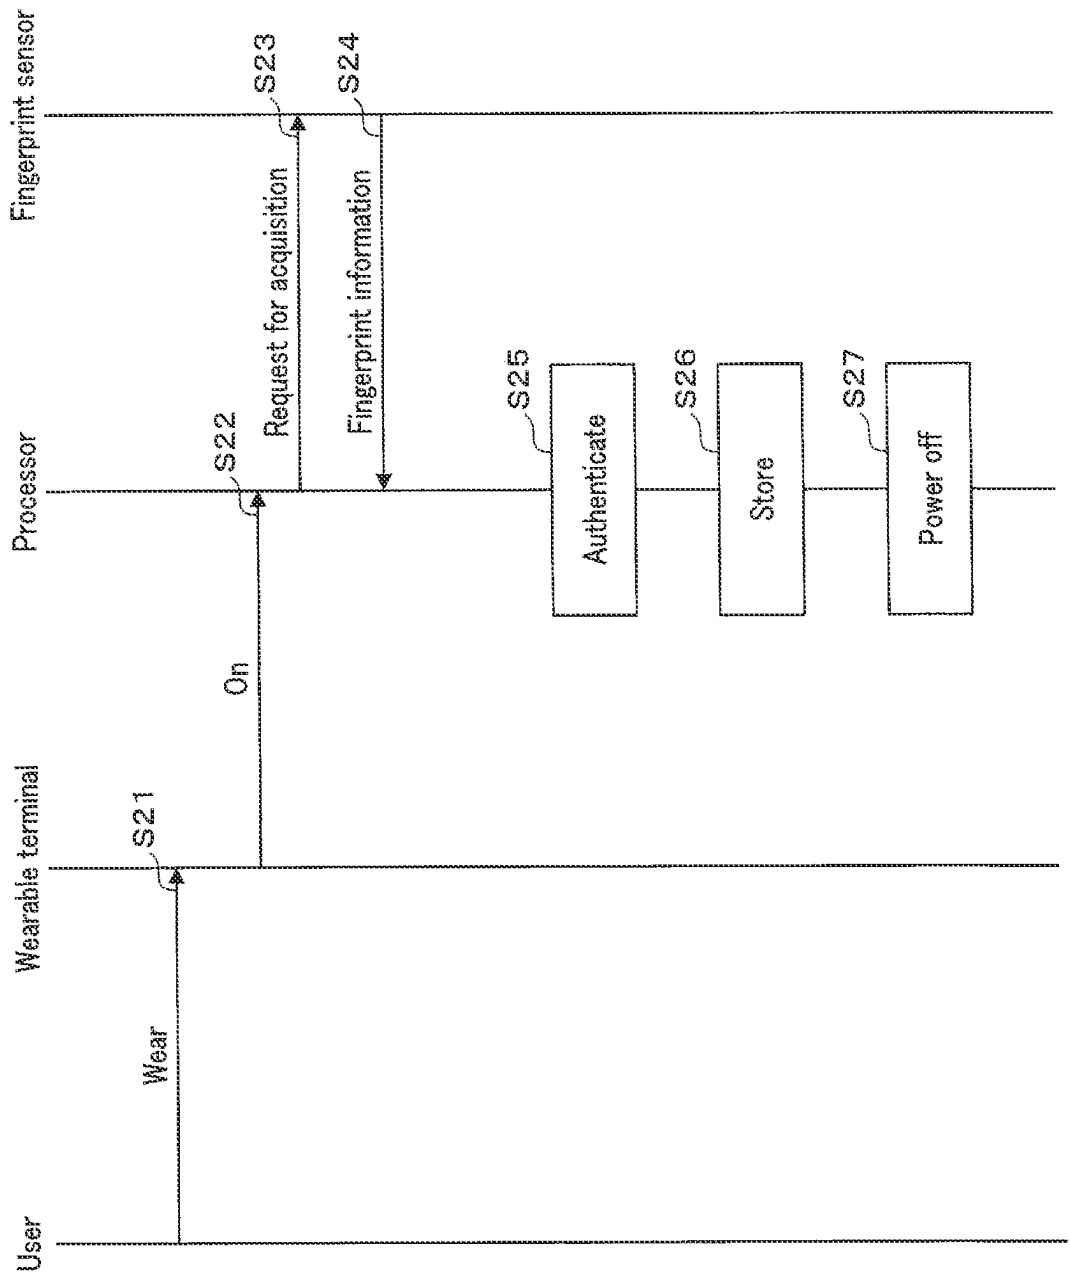 User
Wearable terminal
Processor
Fingerprint sensor
Wear
S21
On
S22
Request for acquisition
S23
Fingerprint information
S24
S25
Authenticate
S26
Store
S27
Power off